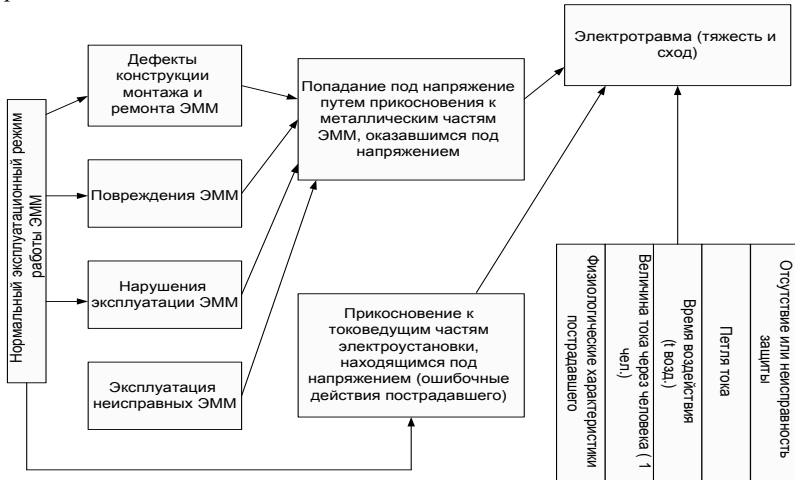 Электротравма (тяжесть и
сход)
Дефекты
конструкции
монтажа и
ремонта ЭММ
Попадание под напряжение
путем прикосновения к
металлическим частям
ЭММ, оказавшимся под
напряжением
Нормальный эксплуатационный режим
работы ЭММ
Повреждения ЭММ
Нарушения
эксплуатации ЭММ
Эксплуатация
неисправных ЭММ
Прикосновение к
токоведущим частям
электроустановки,
находящимся под
напряжением (ошибочные
действия пострадавшего)
Физиологические характеристики
пострадавшего
Величина тока через человека ( 1
чел.)
Время воздействия
(t возд.)
Петля тока
Отсутствие или неисправность
защиты